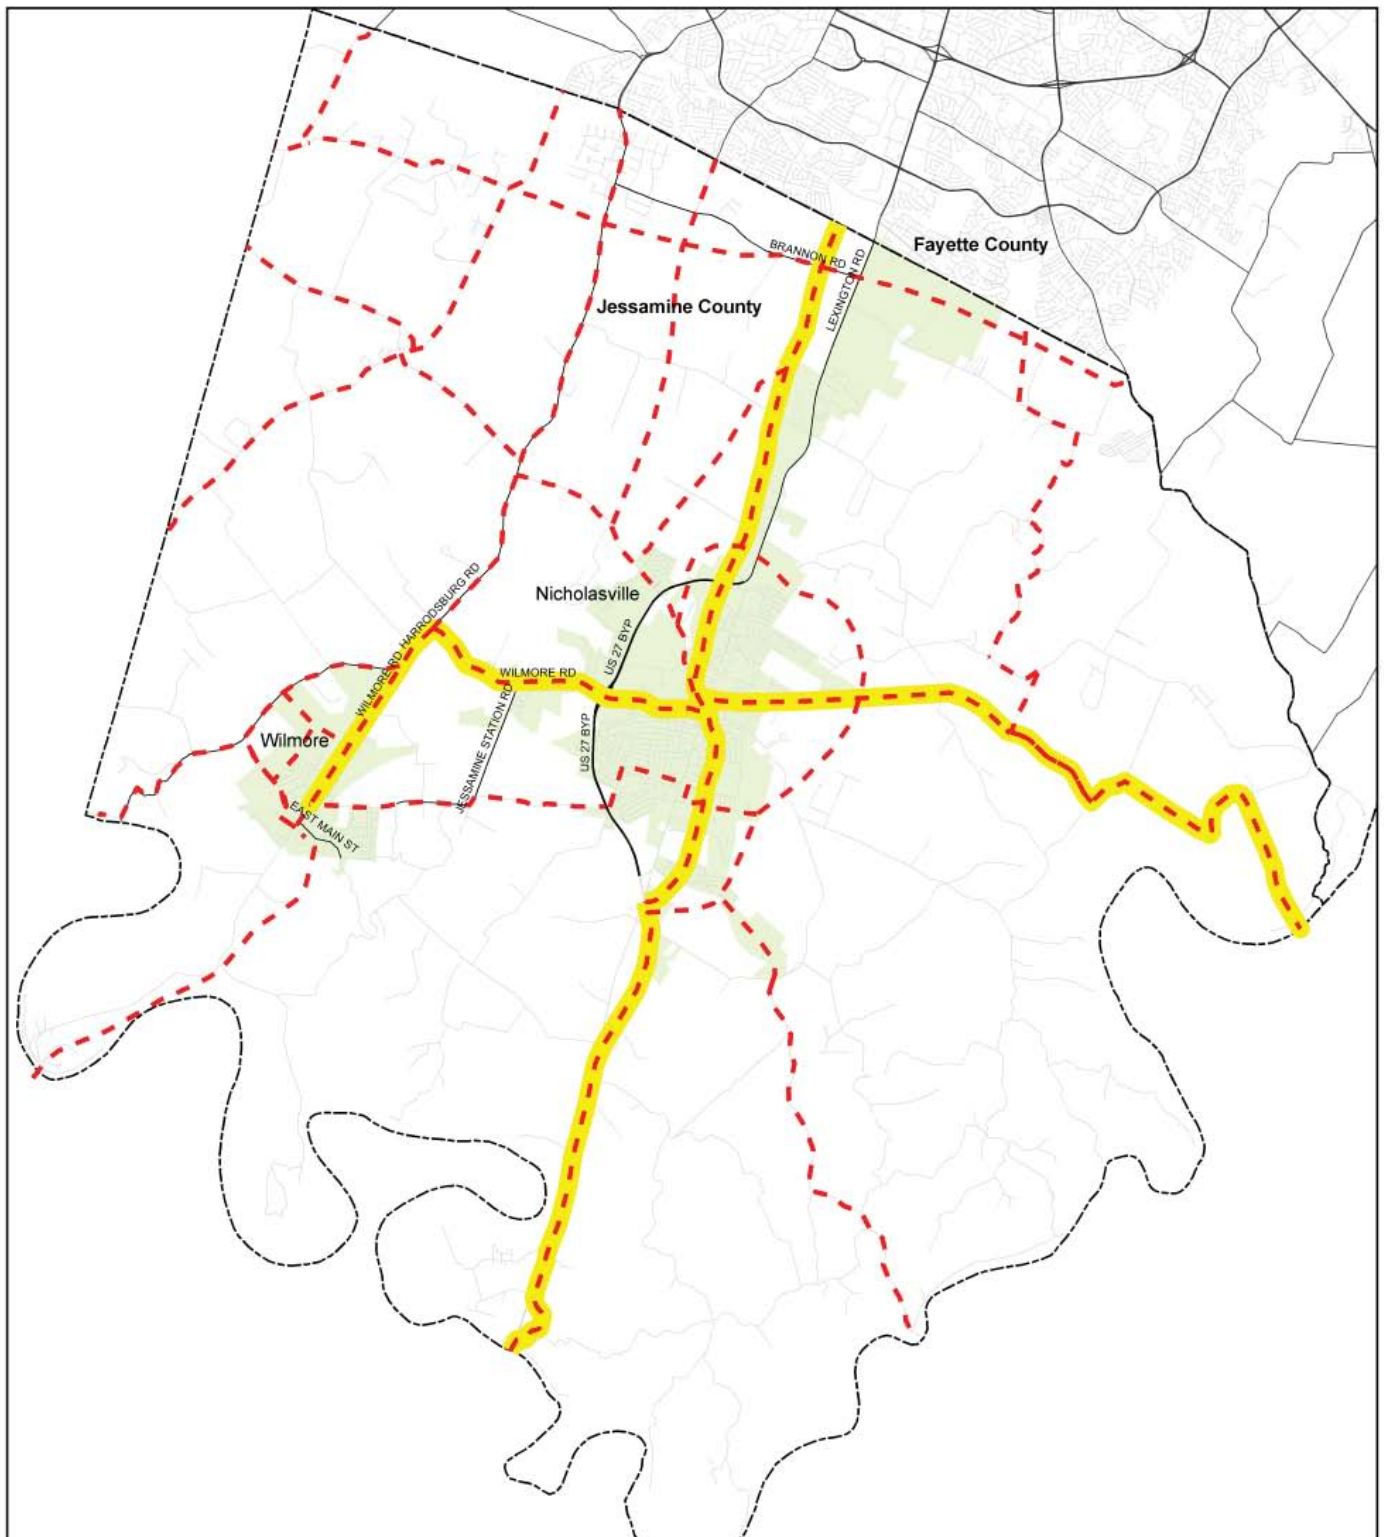 Fayette County
BRANNON RD
LEXINGTON RD
Jessamine County
Nicholasville
HARRODSBURG RD
US 27 BYP
WILMORE RD
WILMORE RD
JESSAMINE STATION RD
US 27 BYP
Wilmore
EAST MAIN ST